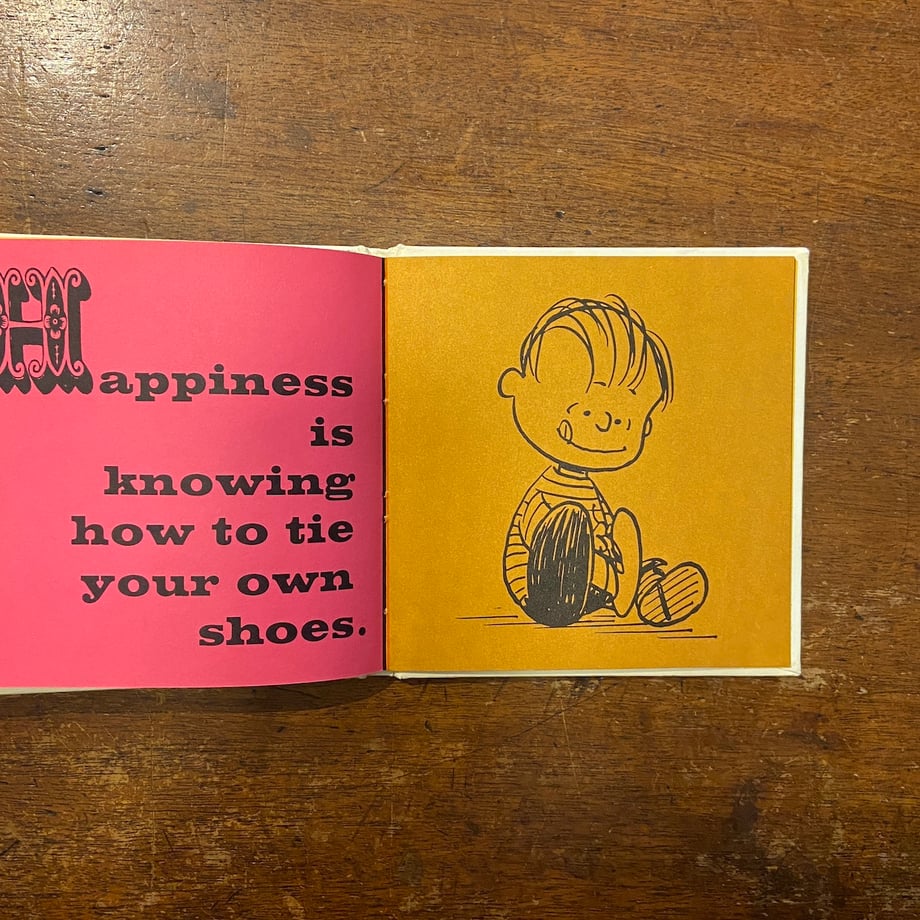 Happiness
is
knowing
how to tie
your own
shoes.